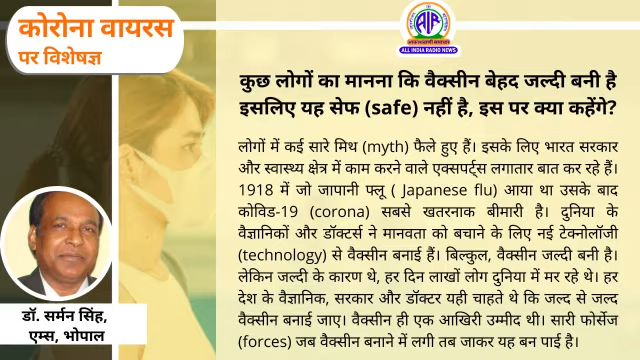 कोरोना वायरस
पर विशेषज्ञ
AIR
ALL INDIA RADIO NEWS
कुछ लोगों का मानना कि वैक्सीन बेहद जल्दी बनी है
इसलिए यह सेफ (safe) नहीं है, इस पर क्या कहेंगे?
लोगों में कई सारे मिथ (myth) फैले हुए हैं। इसके लिए भारत सरकार
और स्वास्थ्य क्षेत्र में काम करने वाले एक्सपर्ट्स लगातार बात कर रहे हैं।
1918 में जो जापानी फ्लू ( Japanese flu) आया था उसके बाद
कोविड-19 (corona) सबसे खतरनाक बीमारी है। दुनिया के
वैज्ञानिकों और डॉक्टर्स ने मानवता को बचाने के लिए नई टेक्नोलॉजी
(technology) से वैक्सीन बनाई हैं। बिल्कुल, वैक्सीन जल्दी बनी है।
लेकिन जल्दी के कारण थे, हर दिन लाखों लोग दुनिया में मर रहे थे। हर
देश के वैज्ञानिक, सरकार और डॉक्टर यही चाहते थे कि जल्द से जल्द
वैक्सीन बनाई जाए। वैक्सीन ही एक आखिरी उम्मीद थी। सारी फोर्सेज
(forces) जब वैक्सीन बनाने में लगी तब जाकर यह बन पाई है।
डॉ. सर्मन सिंह,
एम्स, भोपाल